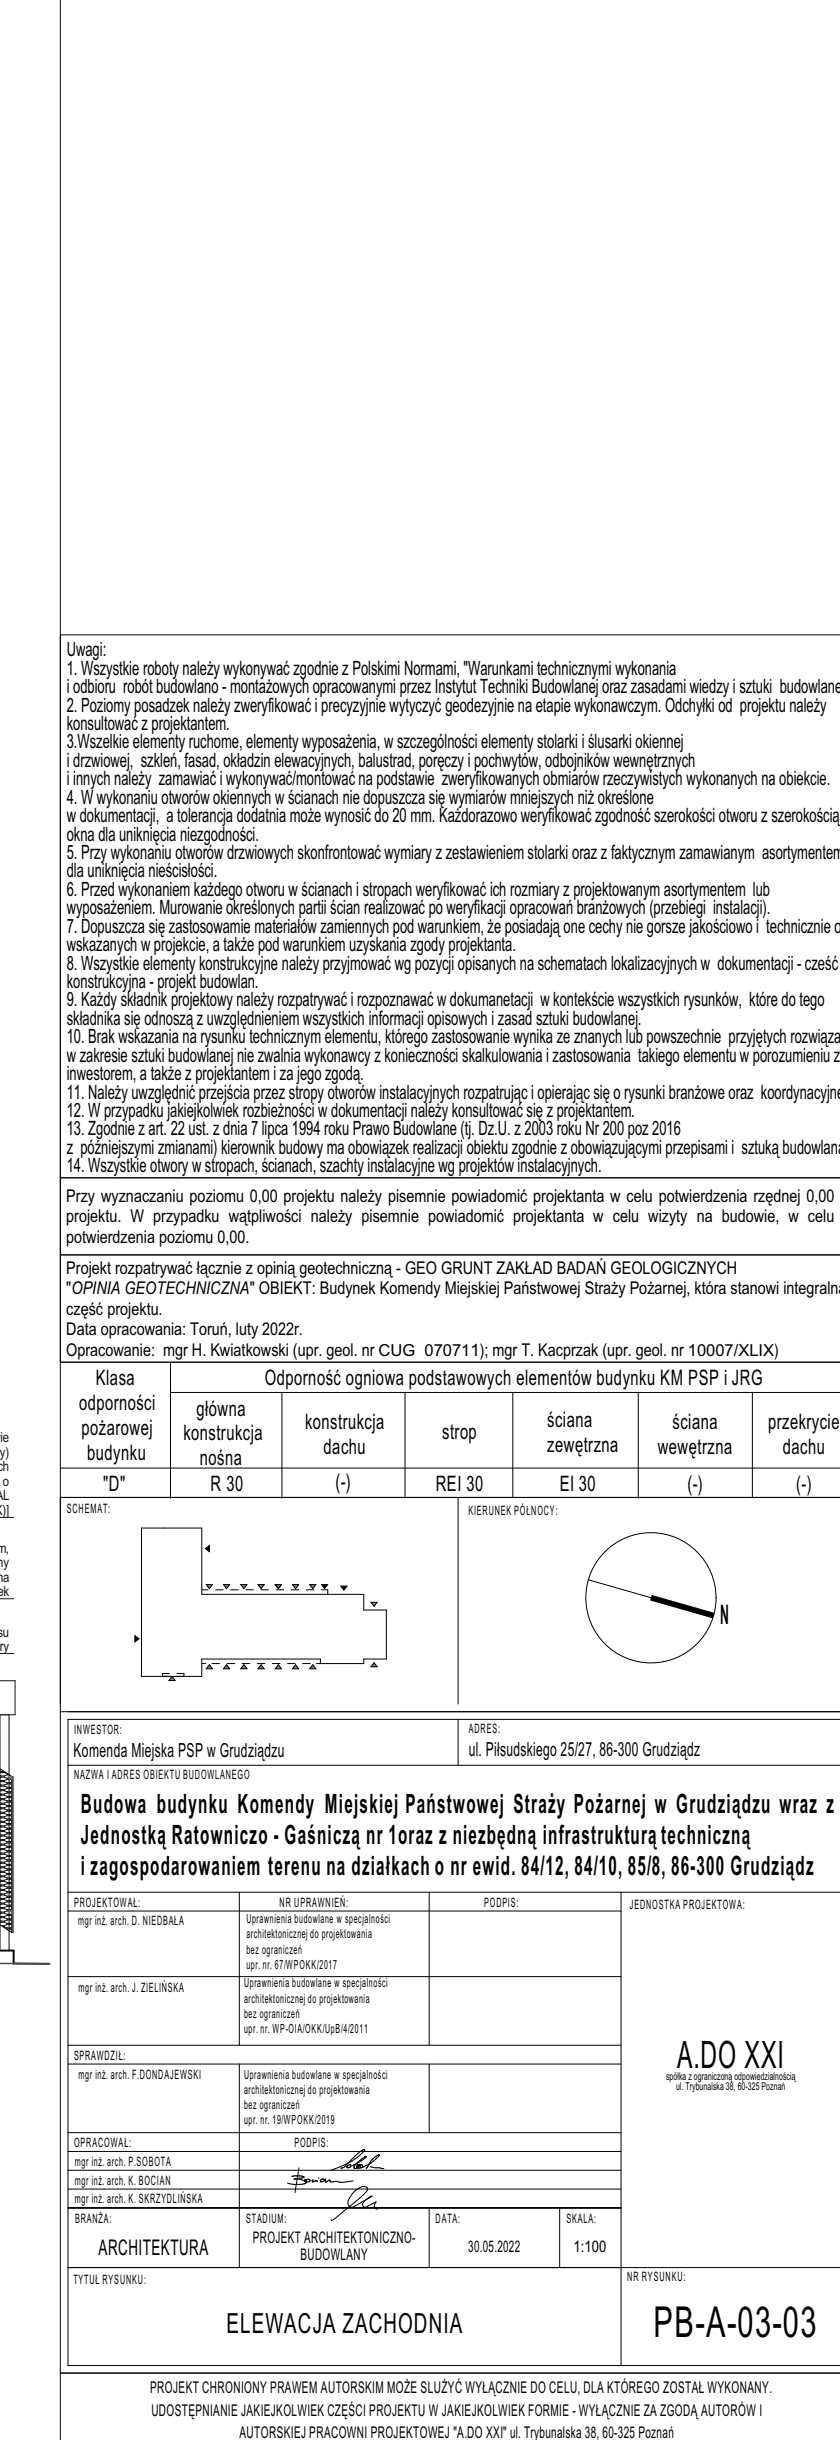 Uwagi:
1. Wszystkie roboty należy wykonywać zgodnie z Polskimi Normami, "Warunkami technicznymi wykonania
i odbioru robót budowlano - montażowych opracowanymi przez Instytut Techniki Budowlanej oraz zasadami wiedzy i sztuki budowlane
2. Poziomy posadzek należy zweryfikować i precyzyjnie wytyczyć geodezyjnie na etapie wykonawczym. Odchyłki od projektu należy
konsultować z projektantem.
3.Wszelkie elementy ruchome, elementy wyposażenia, w szczególności elementy stolarki i ślusarki okiennej
i drzwiowej, szkleń, fasad, okładzin elewacyjnych, balustrad, poręczy i pochwytów, odbojników wewnętrznych
i innych należy zamawiać i wykonywać/montować na podstawie zweryfikowanych obmiarów rzeczywistych wykonanych na obiekcie.
4. W wykonaniu otworów okiennych w ścianach nie dopuszcza się wymiarów mniejszych niż określone
w dokumentacji, a tolerancja dodatnia może wynosić do 20 mm. Każdorazowo weryfikować zgodność szerokości otworu z szerokością
okna dla uniknięcia niezgodności.
5. Przy wykonaniu otworów drzwiowych skonfrontować wymiary z zestawieniem stolarki oraz z faktycznym zamawianym asortymentem
dla uniknięcia nieścisłości.
6. Przed wykonaniem każdego otworu w ścianach i stropach weryfikować ich rozmiary z projektowanym asortymentem lub
wyposażeniem. Murowanie określonych partii ścian realizować po weryfikacji opracowań branżowych (przebiegi instalacji).
7. Dopuszcza się zastosowamie materiałów zamiennych pod warunkiem, że posiadają one cechy nie gorsze jakościowo i technicznie o
wskazanych w projekcie, a także pod warunkiem uzyskania zgody projektanta.
8. Wszystkie elementy konstrukcyjne należy przyjmować wg pozycji opisanych na schematach lokalizacyjnych w dokumentacji - cześć
konstrukcyjna - projekt budowlan.
9. Każdy składnik projektowy należy rozpatrywać i rozpoznawać w dokumanetacji w kontekście wszystkich rysunków, które do tego
składnika się odnoszą z uwzględnieniem wszystkich informacji opisowych i zasad sztuki budowlanej.
10. Brak wskazania na rysunku technicznym elementu, którego zastosowanie wynika ze znanych lub powszechnie przyjętych rozwiąza
w zakresie sztuki budowlanej nie zwalnia wykonawcy z konieczności skalkulowania i zastosowania takiego elementu w porozumieniu z
inwestorem, a także z projektantem i za jego zgodą.
11. Należy uwzględnić przejścia przez stropy otworów instalacyjnych rozpatrując i opierając się o rysunki branżowe oraz koordynacyjne
12. W przypadku jakiejkolwiek rozbieżności w dokumentacji należy konsultować się z projektantem.
13. Zgodnie z art. 22 ust. z dnia 7 lipca 1994 roku Prawo Budowlane (tj. Dz.U. z 2003 roku Nr 200 poz 2016
z późniejszymi zmianami) kierownik budowy ma obowiązek realizacji obiektu zgodnie z obowiązującymi przepisami i sztuką budowlaną
14. Wszystkie otwory w stropach, ścianach, szachty instalacyjne wg projektów instalacyjnych.
Przy wyznaczaniu poziomu 0,00 projektu należy pisemnie powiadomić projektanta w celu potwierdzenia rzędnej 0,00
projektu. W przypadku wątpliwości należy pisemnie powiadomić projektanta w celu wizyty na budowie, w celu
potwierdzenia poziomu 0,00.
Projekt rozpatrywać łącznie z opinią geotechniczną - GEO GRUNT ZAKŁAD BADAŃ GEOLOGICZNYCH
"OPINIA GEOTECHNICZNA" OBIEKT: Budynek Komendy Miejskiej Państwowej Straży Pożarnej, która stanowi integralną
część projektu.
Data opracowania: Toruń, luty 2022r.
Opracowanie: mgr H. Kwiatkowski (upr. geol. nr CUG 070711); mgr T. Kacprzak (upr. geol. nr 10007/XLIX)
Klasa
odporności
pożarowej
budynku
Odporność ogniowa podstawowych elementów budynku KM PSP i JRG
główna
konstrukcja
nośna
konstrukcja
dachu
strop
ściana
zewętrzna
ściana
wewętrzna
przekrycie
dachu
"D" R 30 (-) REI 30 EI 30 (-) (-)
SCHEMAT:
KIERUNEK PÓŁNOCY:
N
INWESTOR:
Komenda Miejska PSP w Grudziądzu
ADRES:
ul. Piłsudskiego 25/27, 86-300 Grudziądz
NAZWA I ADRES OBIEKTU BUDOWLANEGO
Budowa budynku Komendy Miejskiej Państwowej Straży Pożarnej w Grudziądzu wraz z
Jednostką Ratowniczo - Gaśniczą nr 1oraz z niezbędną infrastrukturą techniczną
i zagospodarowaniem terenu na działkach o nr ewid. 84/12, 84/10, 85/8, 86-300 Grudziądz
PROJEKTOWAŁ: NR UPRAWNIEŃ: PODPIS:
mgr inż. arch. D. NIEDBAŁA
Uprawnienia budowlane w specjalności
architektonicznej do projektowania
bez ograniczeń
upr. nr. 67/WPOKK/2017
mgr inż. arch. J. ZIELIŃSKA
Uprawnienia budowlane w specjalności
architektonicznej do projektowania
bez ograniczeń
upr. nr. WP-OIA/OKK/UpB/4/2011
SPRAWDZIŁ:
mgr inż. arch. F.DONDAJEWSKI
Uprawnienia budowlane w specjalności
architektonicznej do projektowania
bez ograniczeń
upr. nr. 19/WPOKK/2019
OPRACOWAŁ: PODPIS:
mgr inż. arch. P.SOBOTA
mgr inż. arch. K. BOCIAN
mgr inż. arch. K. SKRZYDLIŃSKA
JEDNOSTKA PROJEKTOWA:
A.DO XXI
spółka z ograniczoną odpowiedzialnością
ul. Trybunalska 38, 60-325 Poznań
BRANŻA:
ARCHITEKTURA
STADIUM:
PROJEKT ARCHITEKTONICZNO-
BUDOWLANY
DATA:
30.05.2022
SKALA:
1:100
TYTUŁ RYSUNKU:
ELEWACJA ZACHODNIA
NR RYSUNKU:
PB-A-03-03
PROJEKT CHRONIONY PRAWEM AUTORSKIM MOŻE SŁUŻYĆ WYŁĄCZNIE DO CELU, DLA KTÓREGO ZOSTAŁ WYKONANY.
UDOSTĘPNIANIE JAKIEJKOLWIEK CZĘŚCI PROJEKTU W JAKIEJKOLWIEK FORMIE - WYŁĄCZNIE ZA ZGODĄ AUTORÓW I
AUTORSKIEJ PRACOWNI PROJEKTOWEJ "A.DO XXI" ul. Trybunalska 38, 60-325 Poznań